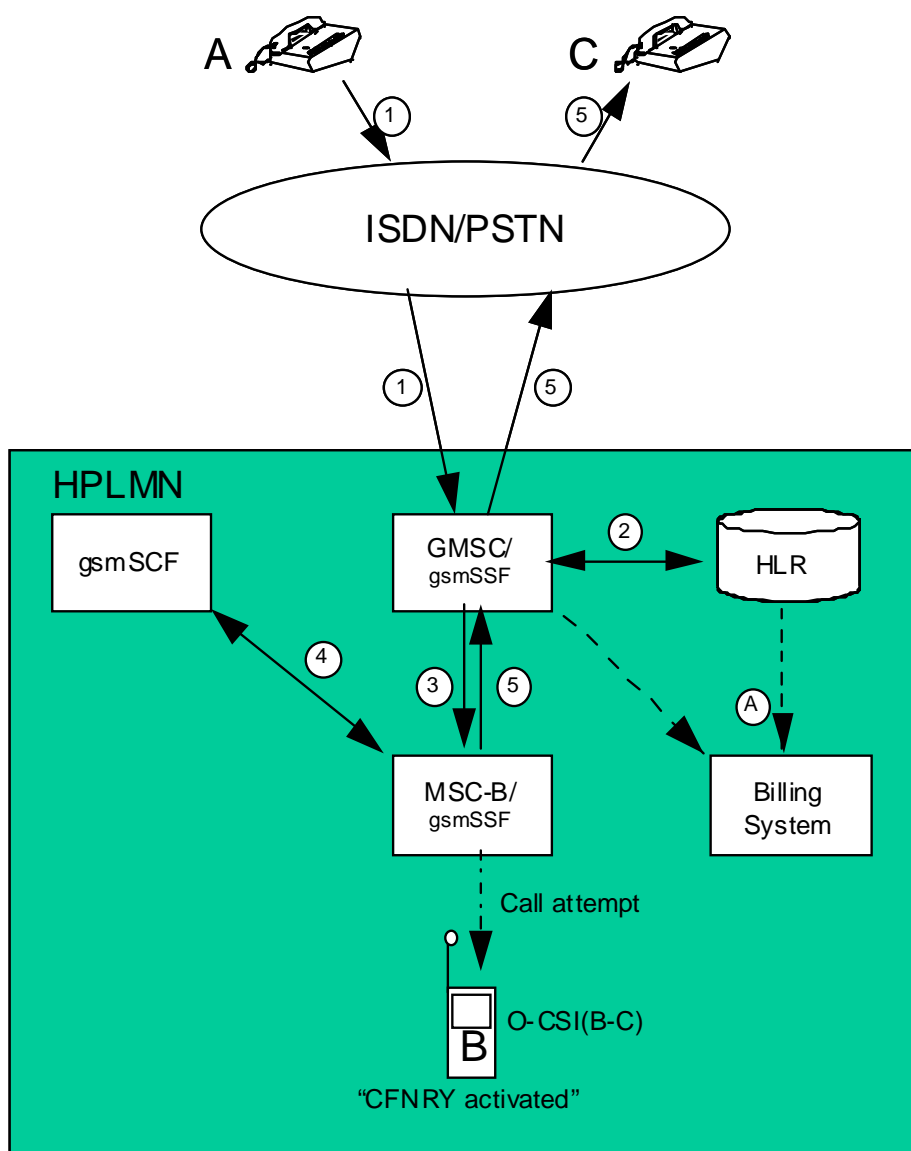 A
C
1
5
ISDN/PSTN
1
5
HPLMN
gsmSCF
GMSC/
gsmSSF
2
HLR
4
3
5
A
MSC-B/
gsmSSF
Billing
System
Call attempt
O-CSI(B-C)
B
“CFNRY activated”